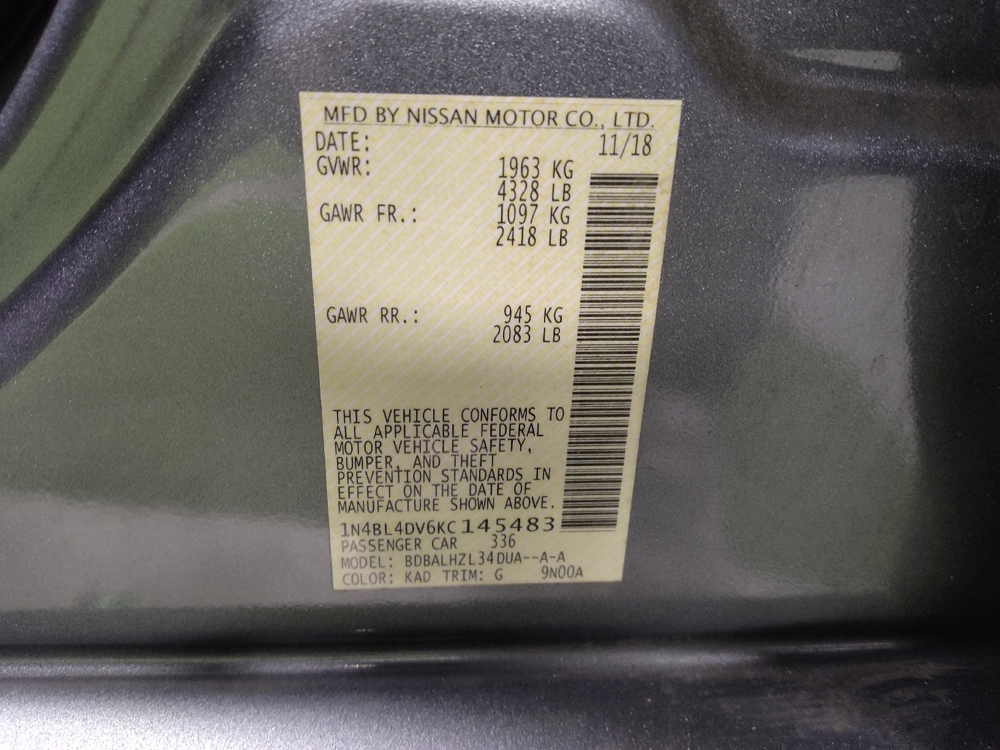 MFD BY NISSAN MOTOR CO., LTD.
DATE: 11/18
GVWR: 1963 KG
4328 LB
GAWR FR.: 1097 KG
2418 LB
GAWR RR.: 945 KG
2083 LB
THIS VEHICLE CONFORMS TO
ALL APPLICABLE FEDERAL
MOTOR VEHICLE SAFETY,
BUMPER, AND THEFT
PREVENTION STANDARDS IN
EFFECT ON THE DATE OF
MANUFACTURE SHOWN ABOVE.
1N4BL4DV6KC145483
PASSENGER CAR 336
MODEL: BDBALHZL34DUA--A-A
COLOR: KAD TRIM: G 9N00A